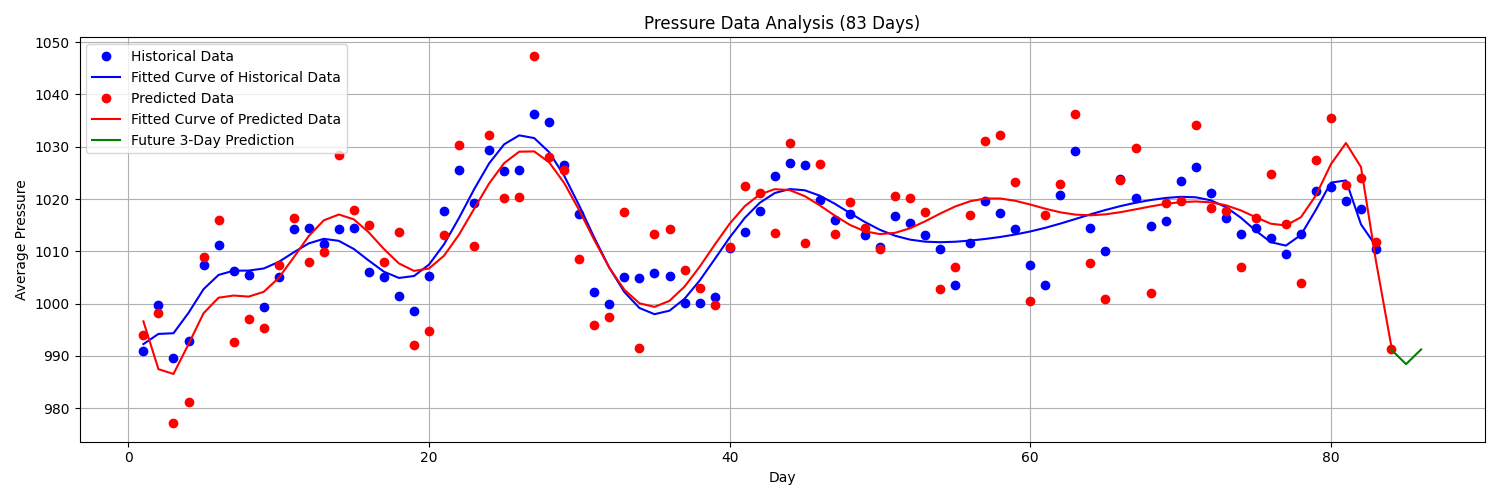 Pressure Data Analysis (83 Days)
Historical Data
Fitted Curve of Historical Data
Predicted Data
Fitted Curve of Predicted Data
Future 3-Day Prediction
Average Pressure
1050
1040
1030
1020
1010
1000
990
980
0 20 40 60 80
Day